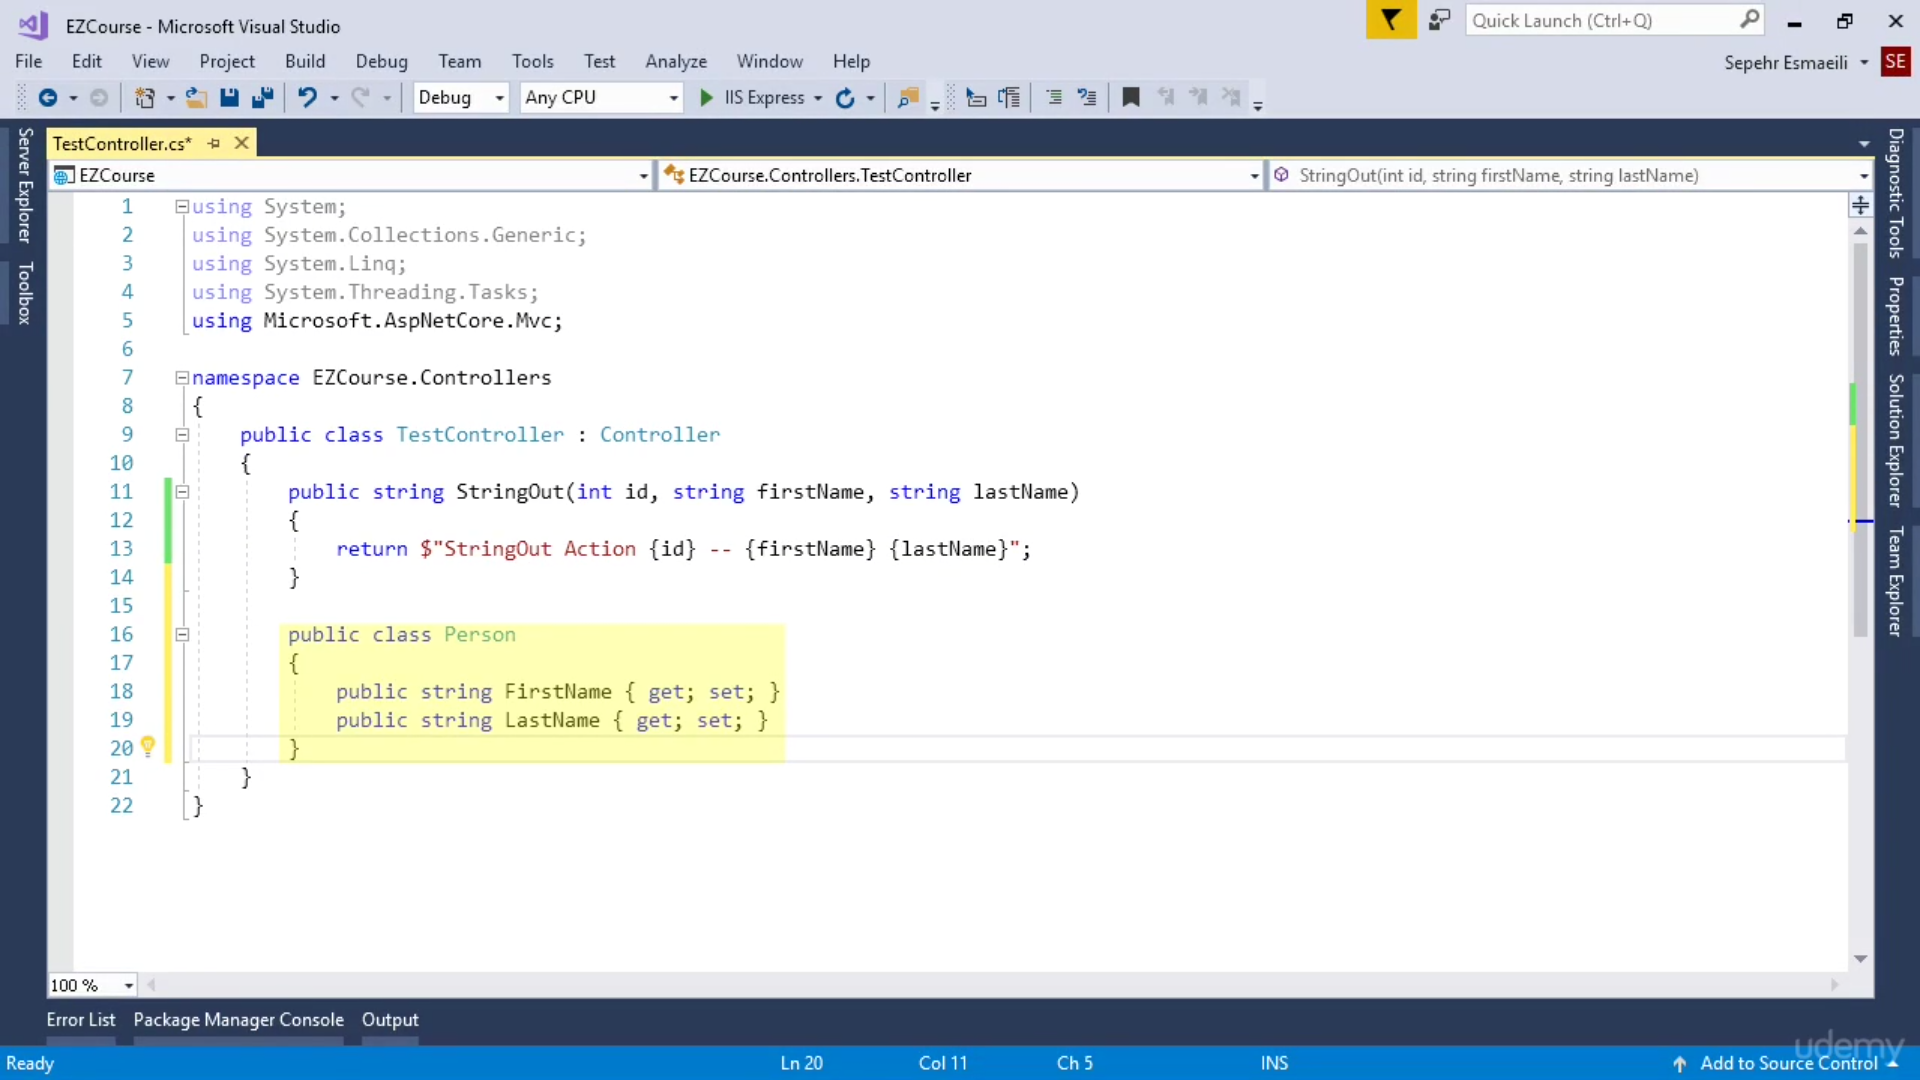 EZCourse - Microsoft Visual Studio
Quick Launch (Ctrl+Q)
File Edit View Project Build Debug Team Tools Test Analyze Window Help
Sepehr Esmaeili SE
Debug Any CPU IIS Express
TestController.cs*
EZCourse EZCourse.Controllers.TestController StringOut(int id, string firstName, string lastName)
Server Explorer
Toolbox
1 using System;
2 using System.Collections.Generic;
3 using System.Linq;
4 using System.Threading.Tasks;
5 using Microsoft.AspNetCore.Mvc;
6
7 namespace EZCourse.Controllers
8 {
9 public class TestController : Controller
10 {
11 public string StringOut(int id, string firstName, string lastName)
12 {
13 return $"StringOut Action {id} -- {firstName} {lastName}";
14 }
15
16 public class Person
17 {
18 public string FirstName { get; set; }
19 public string LastName { get; set; }
20 }
21 }
22 }
Diagnostic Tools
Properties
Solution Explorer
Team Explorer
100 %
Error List Package Manager Console Output
udemy
Ready Ln 20 Col 11 Ch 5 INS Add to Source Control